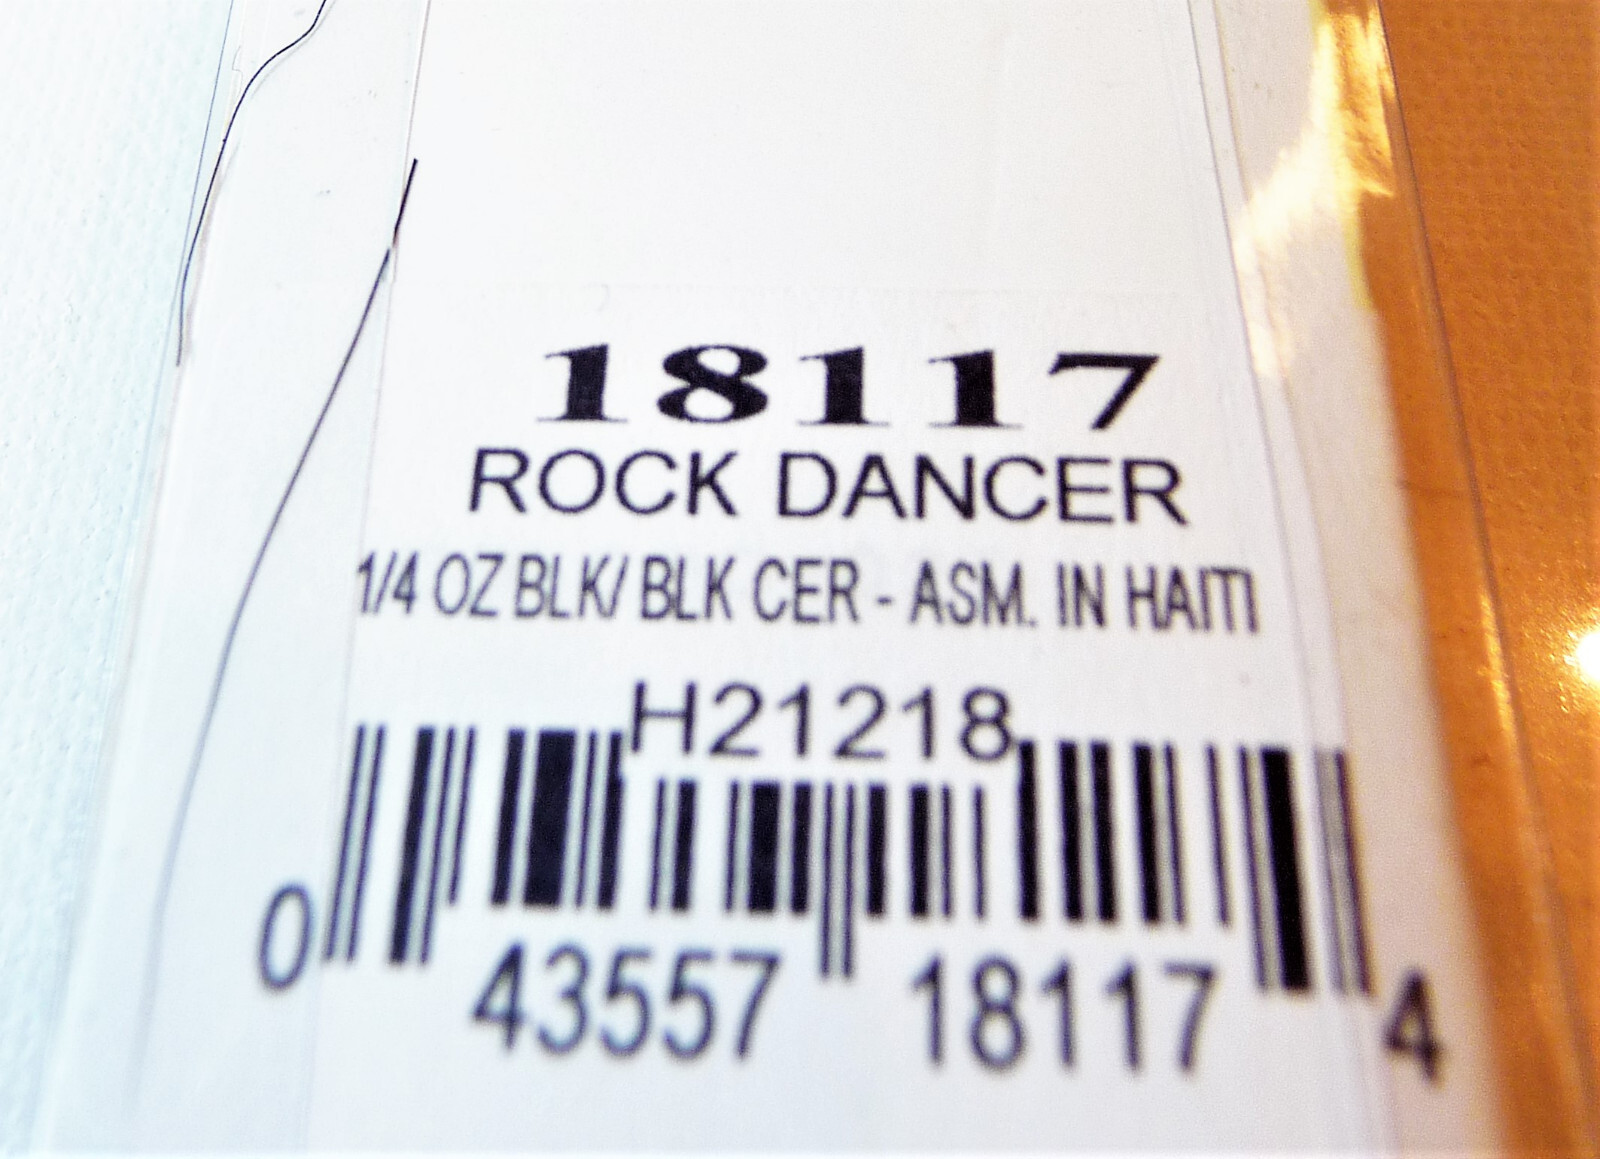 18117
ROCK DANCER
1/4 OZ BLK/ BLK CER - ASM. IN HAITI
H21218
0 43557 18117 4